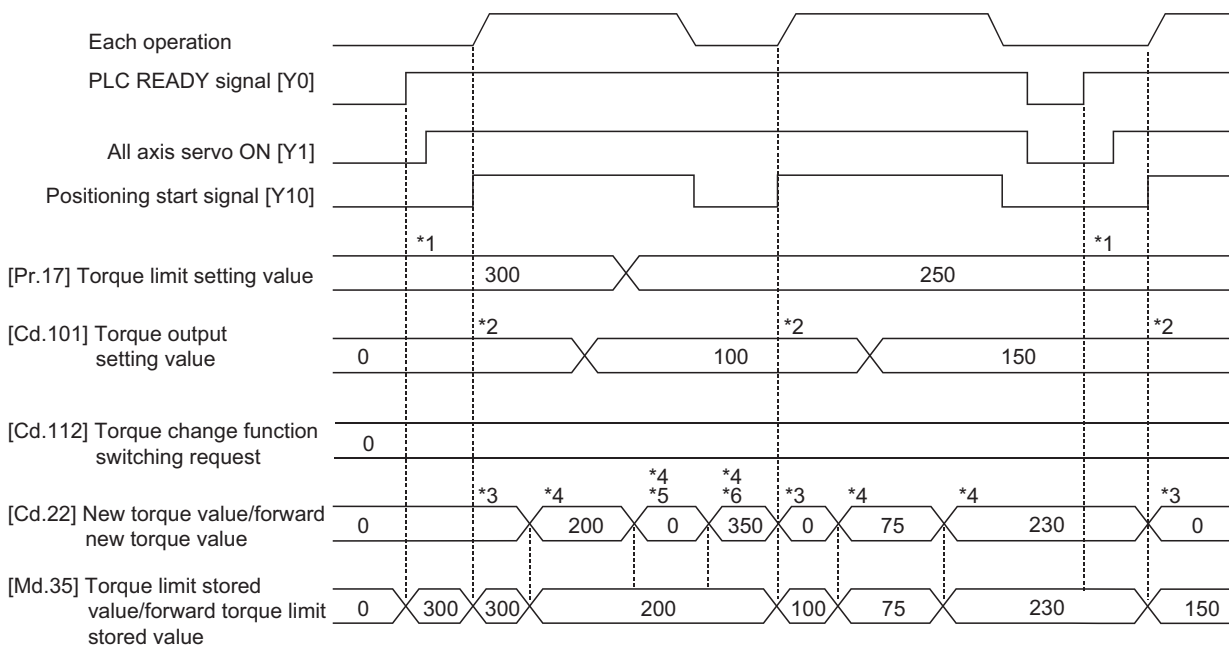 Each operation
PLC READY signal [Y0]
All axis servo ON [Y1]
Positioning start signal [Y10]
*1 *1
[Pr.17] Torque limit setting value 300 250
*2 *2 *2
[Cd.101] Torque output
setting value 0 100 150
[Cd.112] Torque change function
switching request 0
*4 *4
*3 *4 *5 *6 *3 *4 *4 *3
[Cd.22] New torque value/forward
new torque value 0 200 0 350 0 75 230 0
[Md.35] Torque limit stored
value/forward torque limit 0 300 300 200 100 75 230 150
stored value